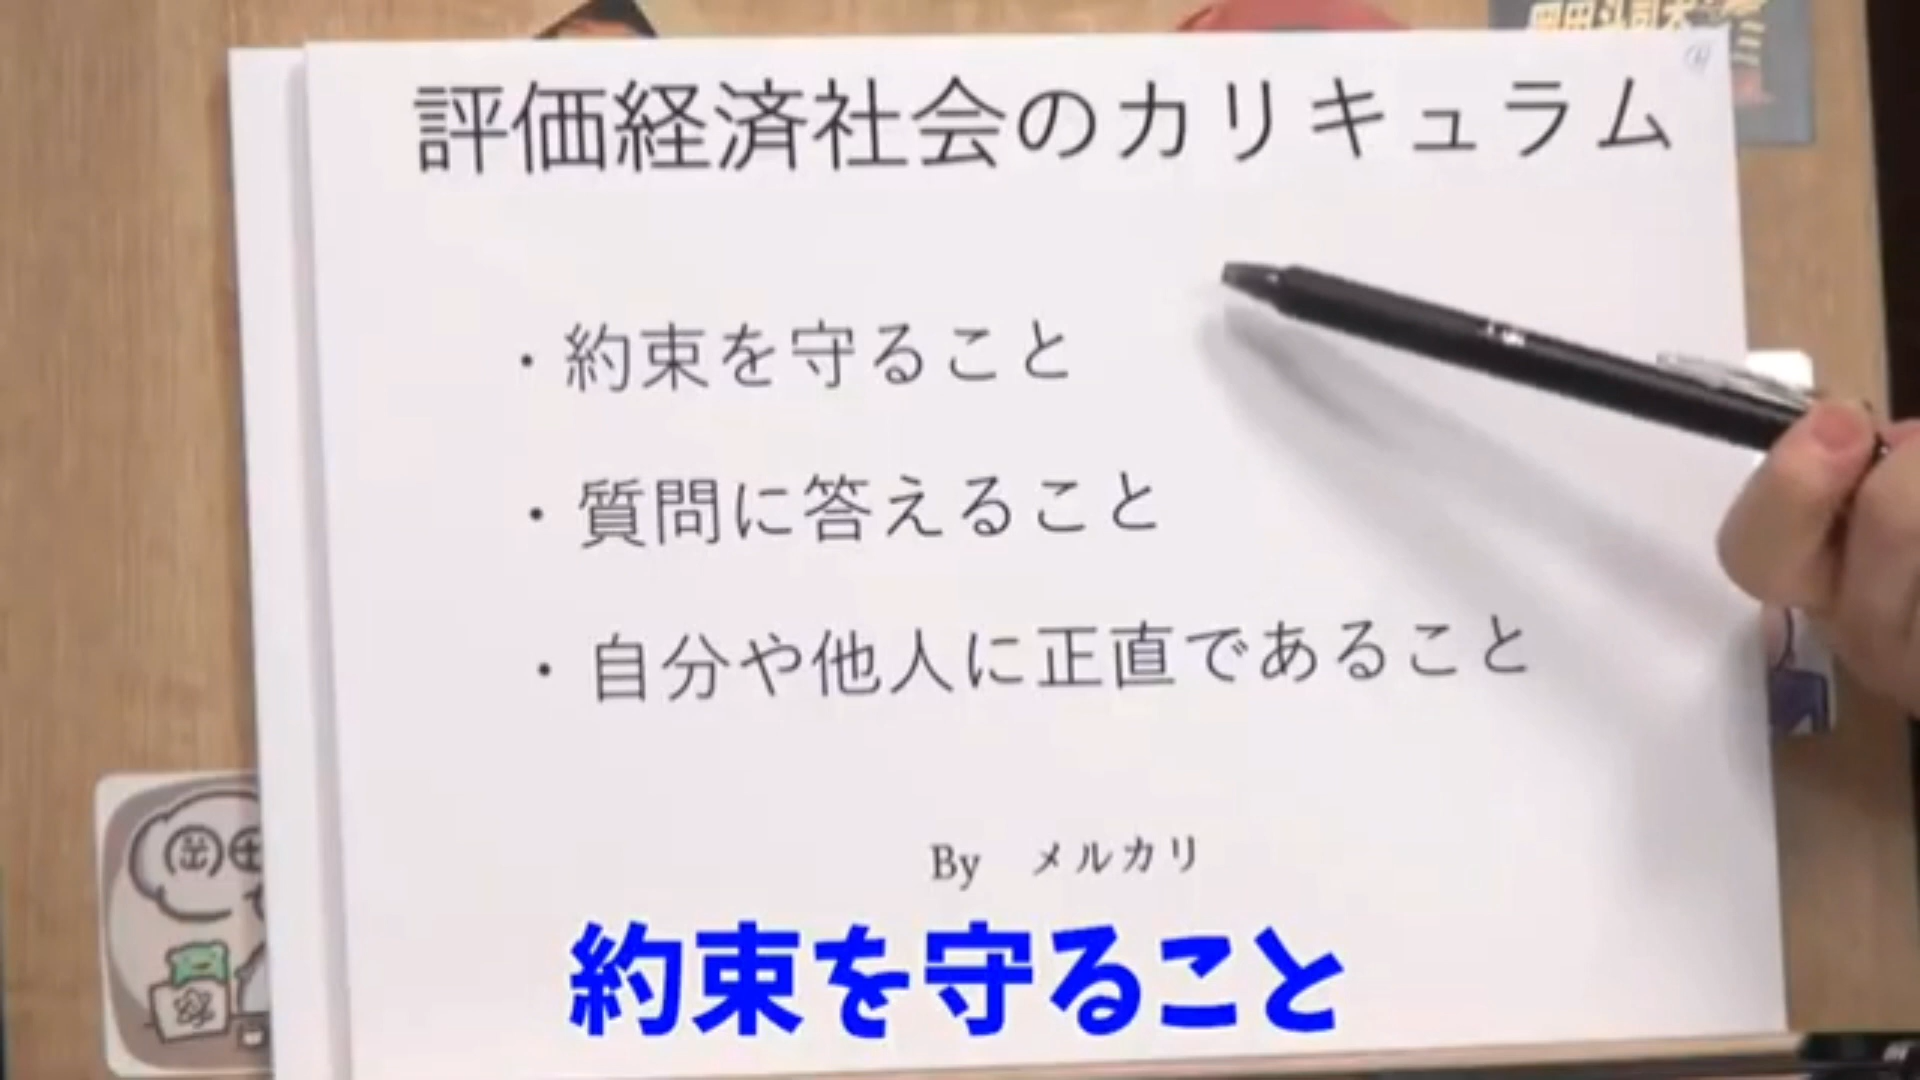 評価経済社会のカリキュラム
・約束を守ること
・質問に答えること
・自分や他人に正直であること
By メルカリ
約束を守ること